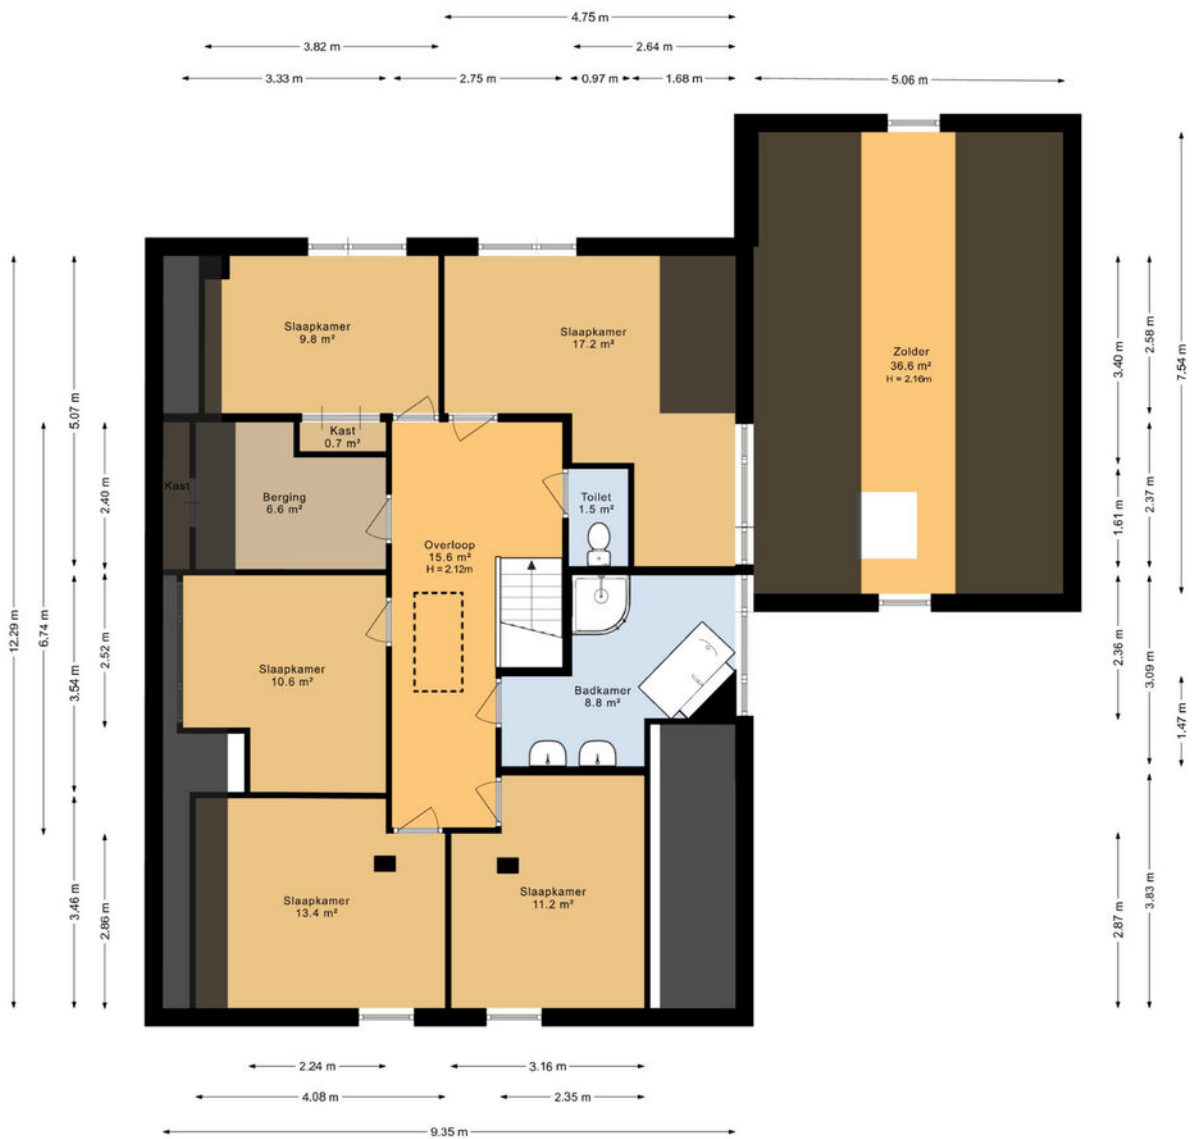 4.75 m
3.82 m
2.64 m
3.33 m
2.75 m
0.97 m
1.68 m
5.06 m
Slaapkamer
9.8 m²
Slaapkamer
17.2 m²
Zolder
36.6 m²
H = 2.16m
Kast
0.7 m²
Kast
Berging
6.6 m²
Toilet
1.5 m²
Overloop
15.6 m²
H = 2.12m
Slaapkamer
10.6 m²
Badkamer
8.8 m²
Slaapkamer
13.4 m²
Slaapkamer
11.2 m²
12.29 m
6.74 m
5.07 m
3.54 m
3.46 m
2.40 m
2.52 m
2.86 m
3.40 m
1.61 m
2.36 m
2.87 m
2.58 m
2.37 m
3.09 m
3.83 m
7.54 m
1.47 m
2.24 m
3.16 m
4.08 m
2.35 m
9.35 m